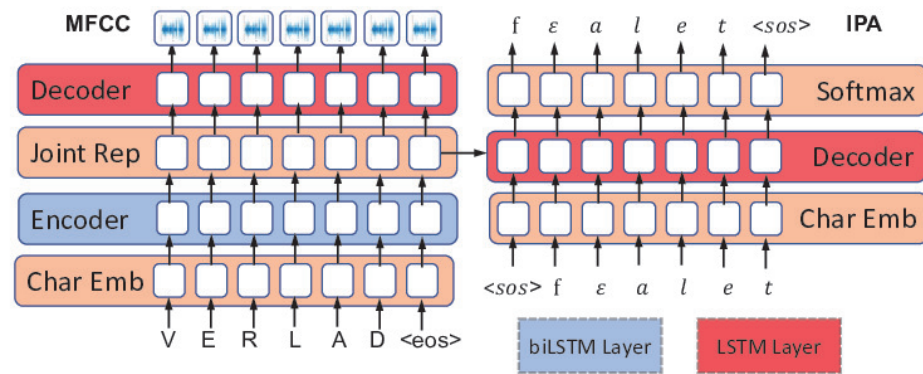 MFCC
Decoder
Joint Rep
Encoder
Char Emb
V E R L A D <eos>
f ε a l e t <sos> IPA
Softmax
Decoder
Char Emb
<sos> f ε a l e t
biLSTM Layer
LSTM Layer